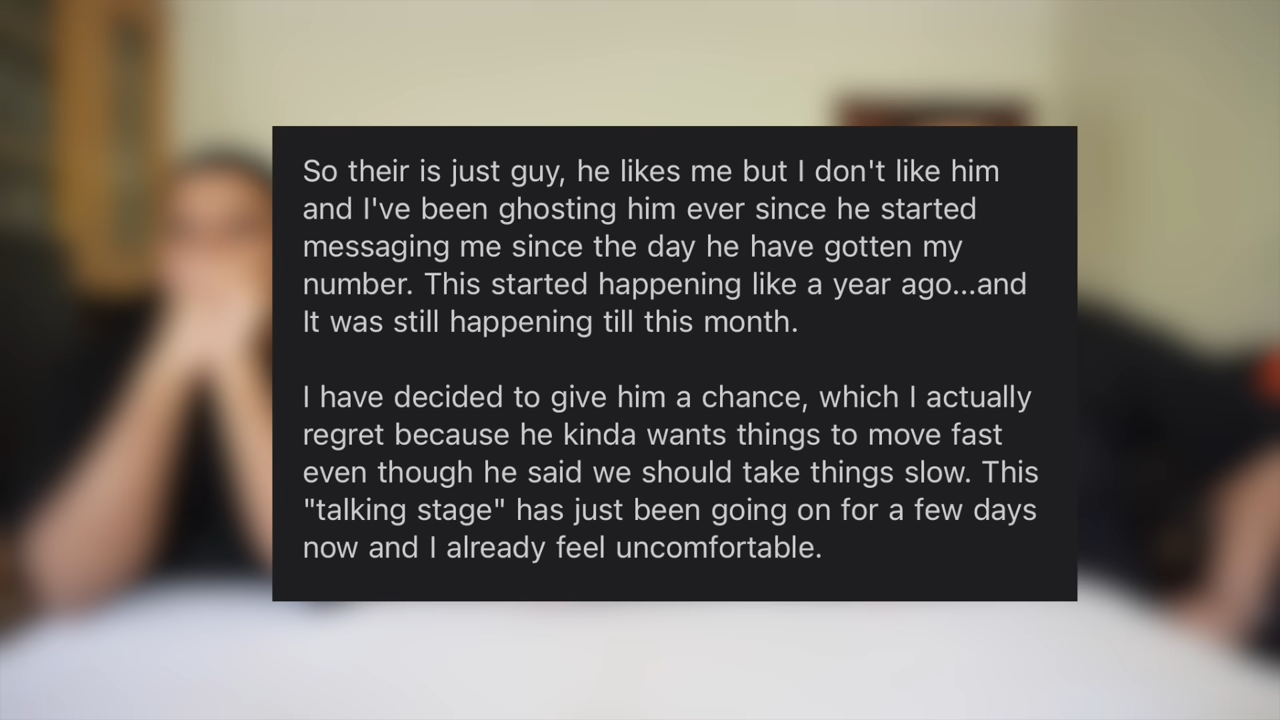 So their is just guy, he likes me but I don't like him
and I've been ghosting him ever since he started
messaging me since the day he have gotten my
number. This started happening like a year ago...and
It was still happening till this month.
I have decided to give him a chance, which I actually
regret because he kinda wants things to move fast
even though he said we should take things slow. This
"talking stage" has just been going on for a few days
now and I already feel uncomfortable.